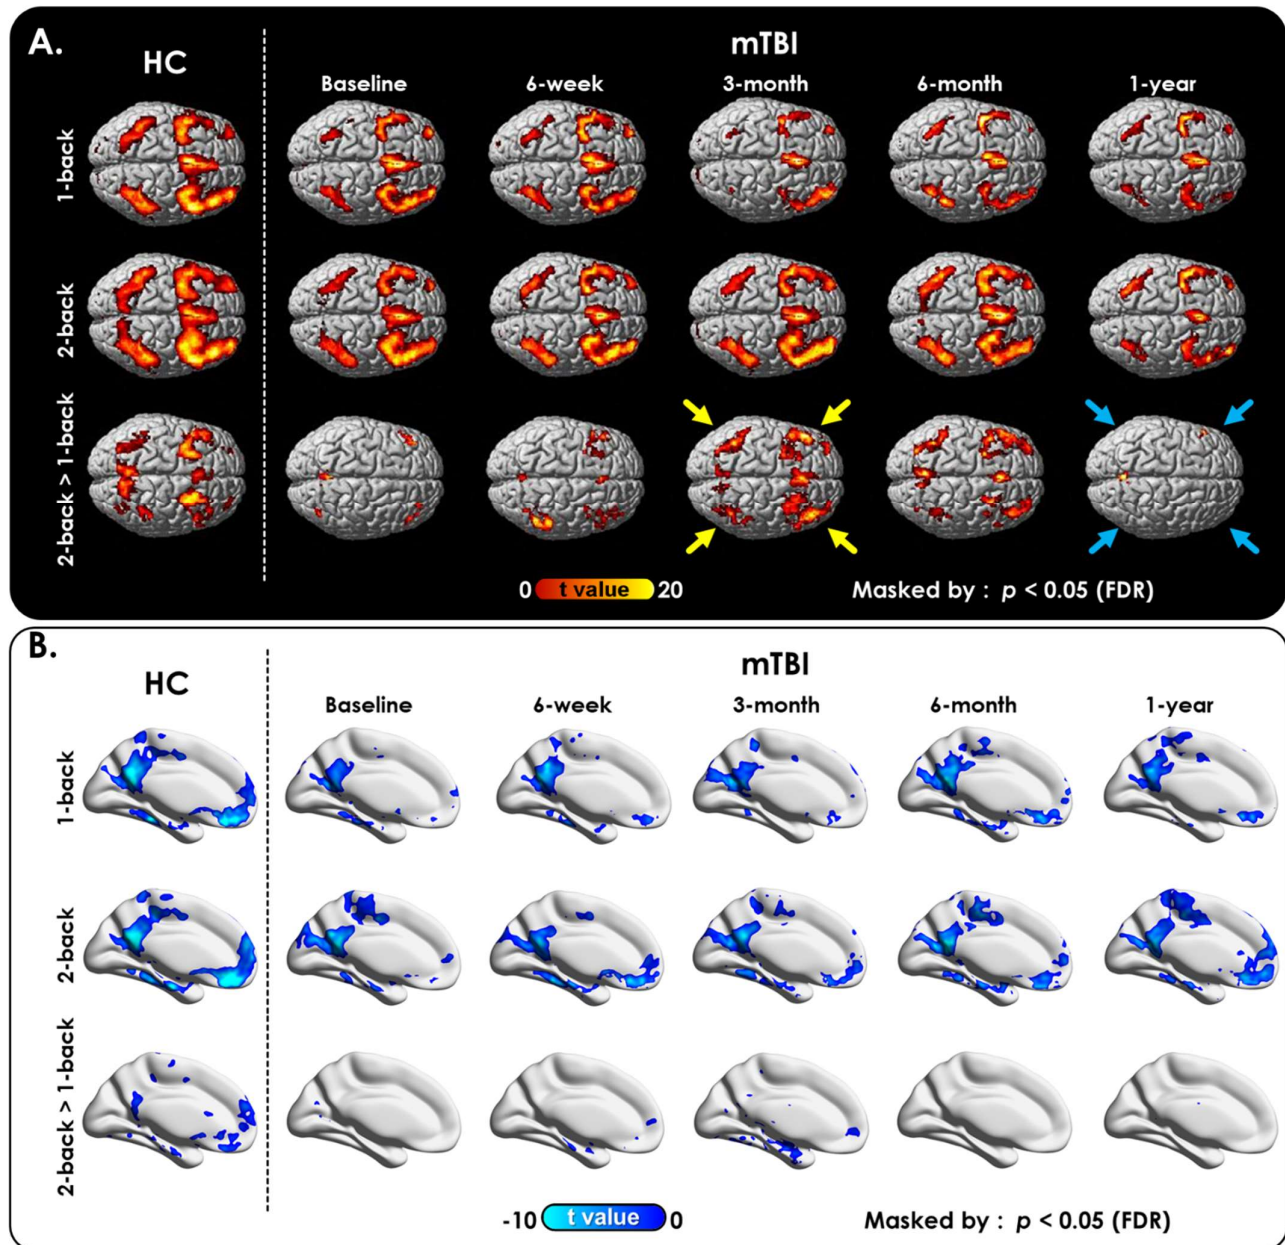 A.
HC
mTBI
Baseline 6-week 3-month 6-month 1-year
1-back
2-back
2-back > 1-back
0 t value 20 Masked by : p < 0.05 (FDR)
B.
HC
mTBI
Baseline 6-week 3-month 6-month 1-year
1-back
2-back
2-back > 1-back
-10 t value 0 Masked by : p < 0.05 (FDR)